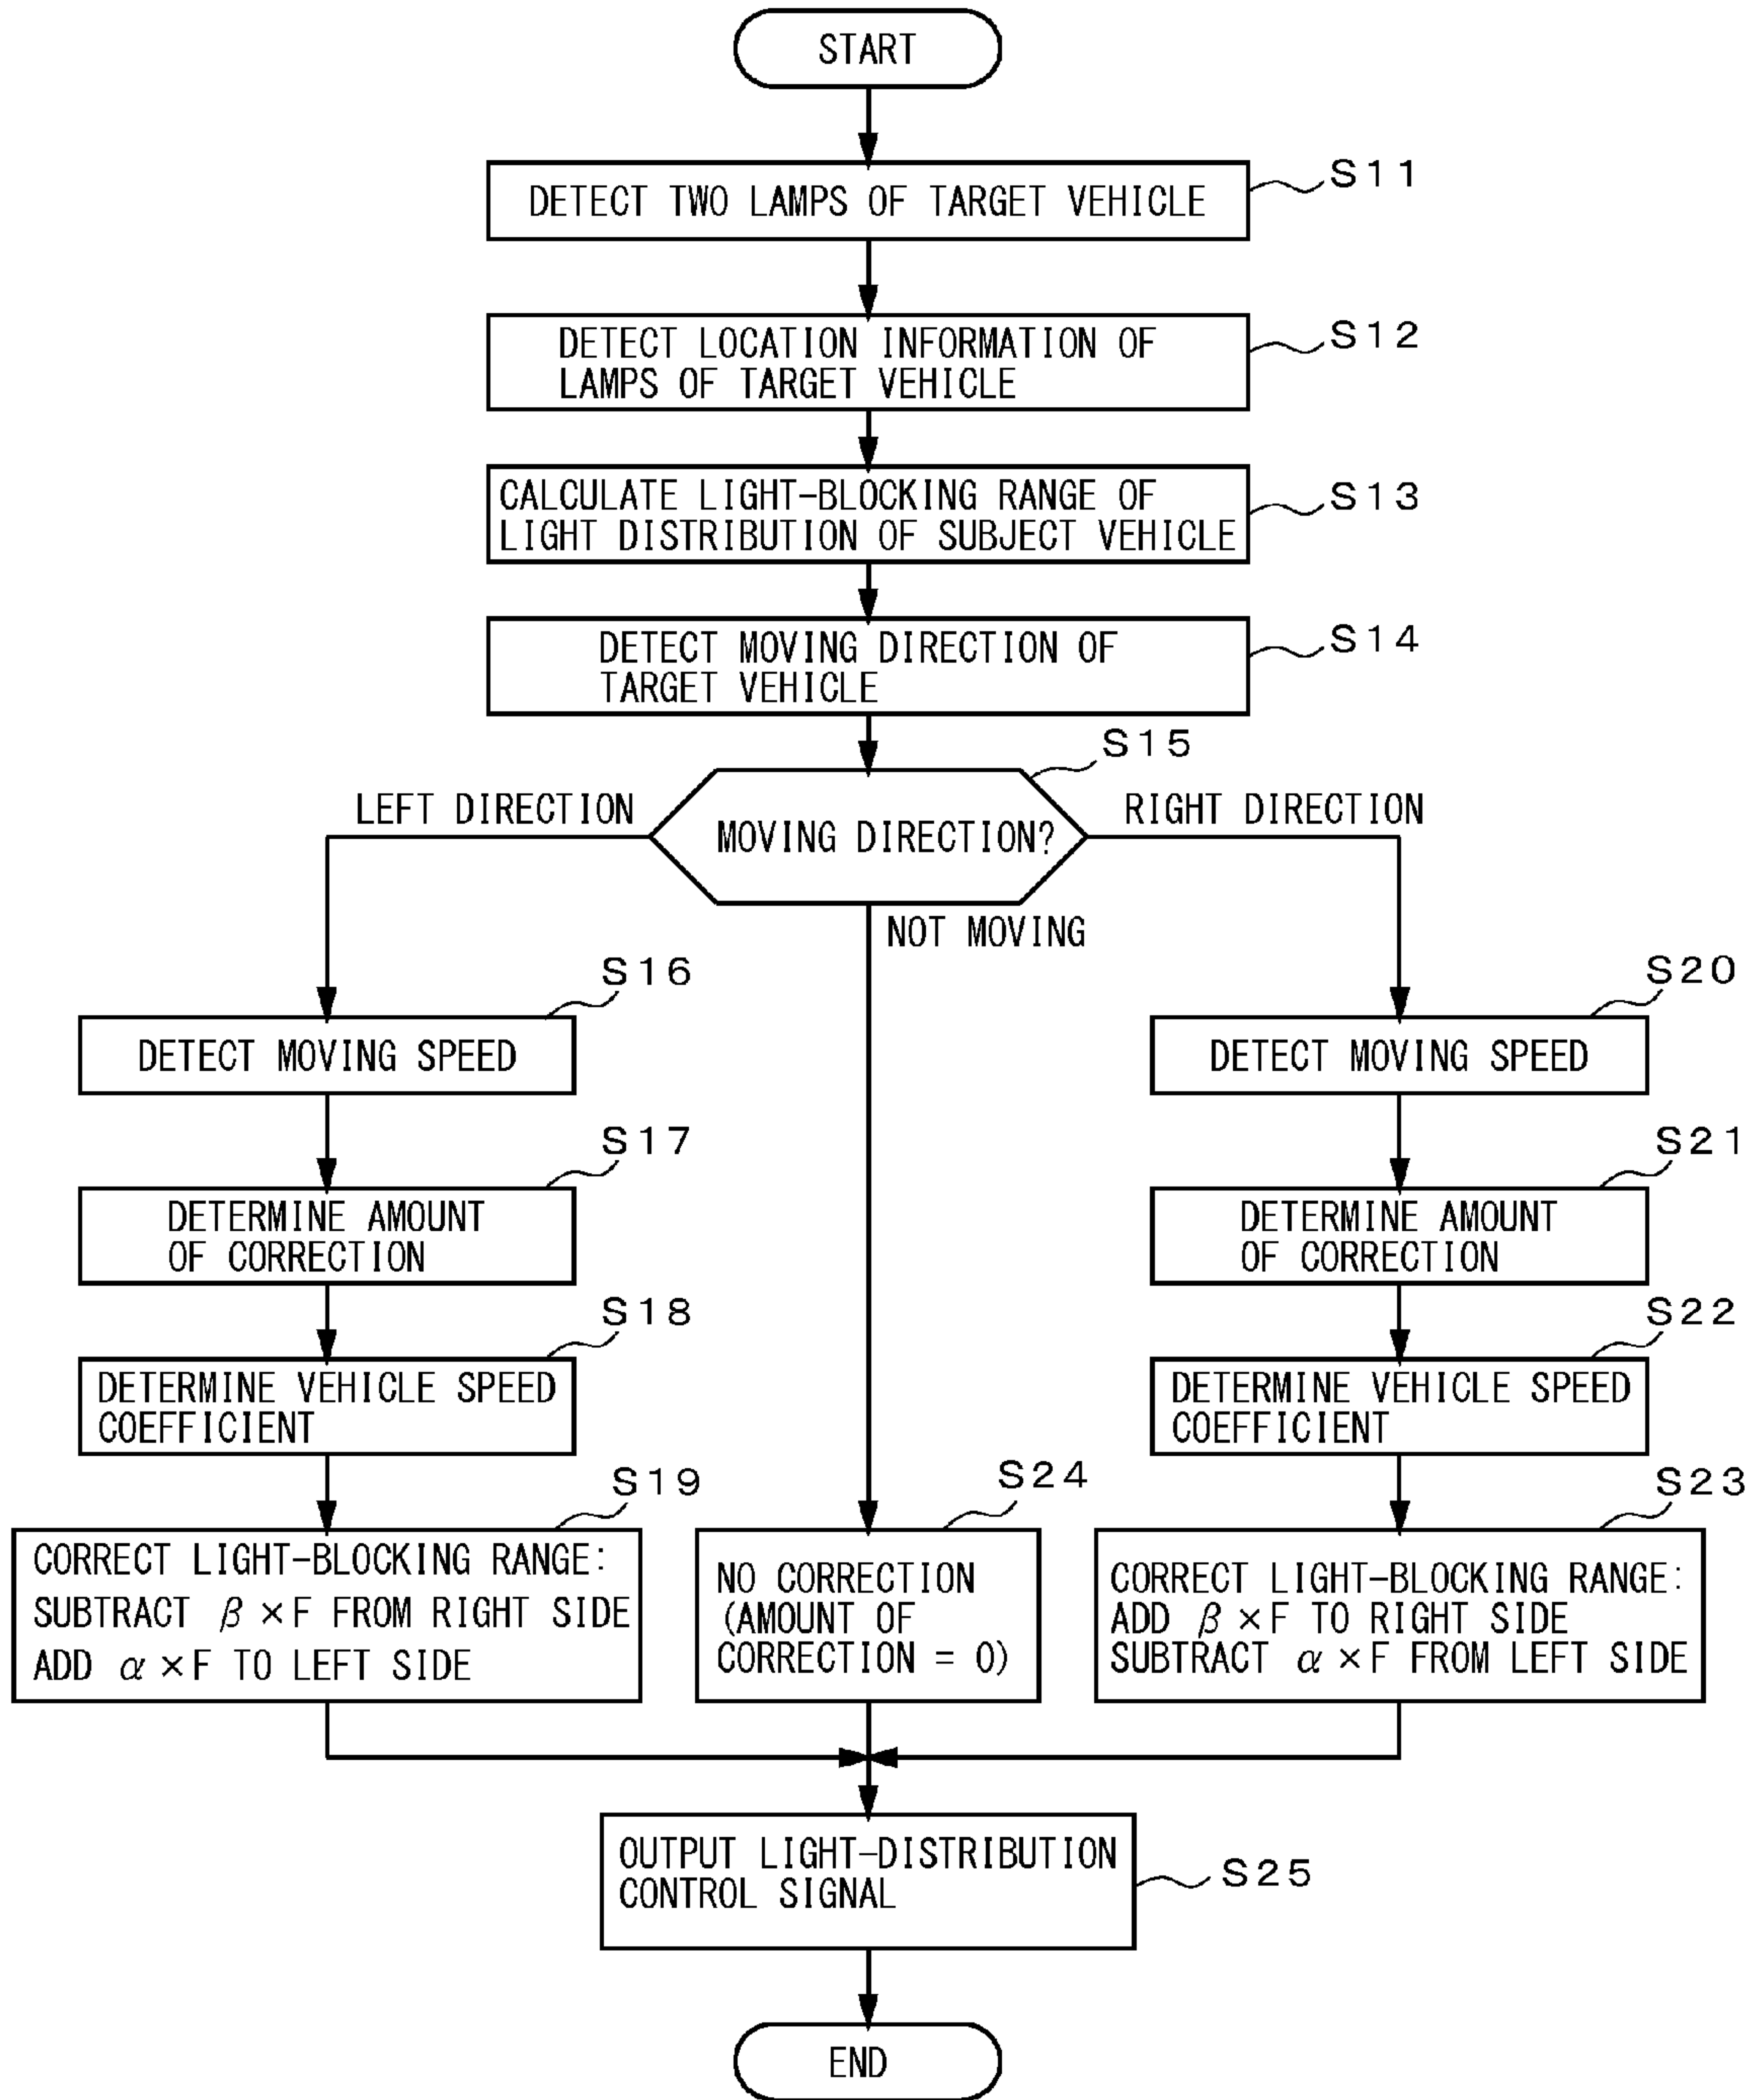 START
S11
DETECT TWO LAMPS OF TARGET VEHICLE
S12
DETECT LOCATION INFORMATION OF
LAMPS OF TARGET VEHICLE
S13
CALCULATE LIGHT-BLOCKING RANGE OF
LIGHT DISTRIBUTION OF SUBJECT VEHICLE
S14
DETECT MOVING DIRECTION OF
TARGET VEHICLE
S15
MOVING DIRECTION?
LEFT DIRECTION
RIGHT DIRECTION
NOT MOVING
S16
DETECT MOVING SPEED
S17
DETERMINE AMOUNT
OF CORRECTION
S18
DETERMINE VEHICLE SPEED
COEFFICIENT
S19
CORRECT LIGHT-BLOCKING RANGE:
SUBTRACT β×F FROM RIGHT SIDE
ADD α×F TO LEFT SIDE
S24
NO CORRECTION
(AMOUNT OF
CORRECTION = 0)
S20
DETECT MOVING SPEED
S21
DETERMINE AMOUNT
OF CORRECTION
S22
DETERMINE VEHICLE SPEED
COEFFICIENT
S23
CORRECT LIGHT-BLOCKING RANGE:
ADD β×F TO RIGHT SIDE
SUBTRACT α×F FROM LEFT SIDE
OUTPUT LIGHT-DISTRIBUTION
CONTROL SIGNAL
S25
END